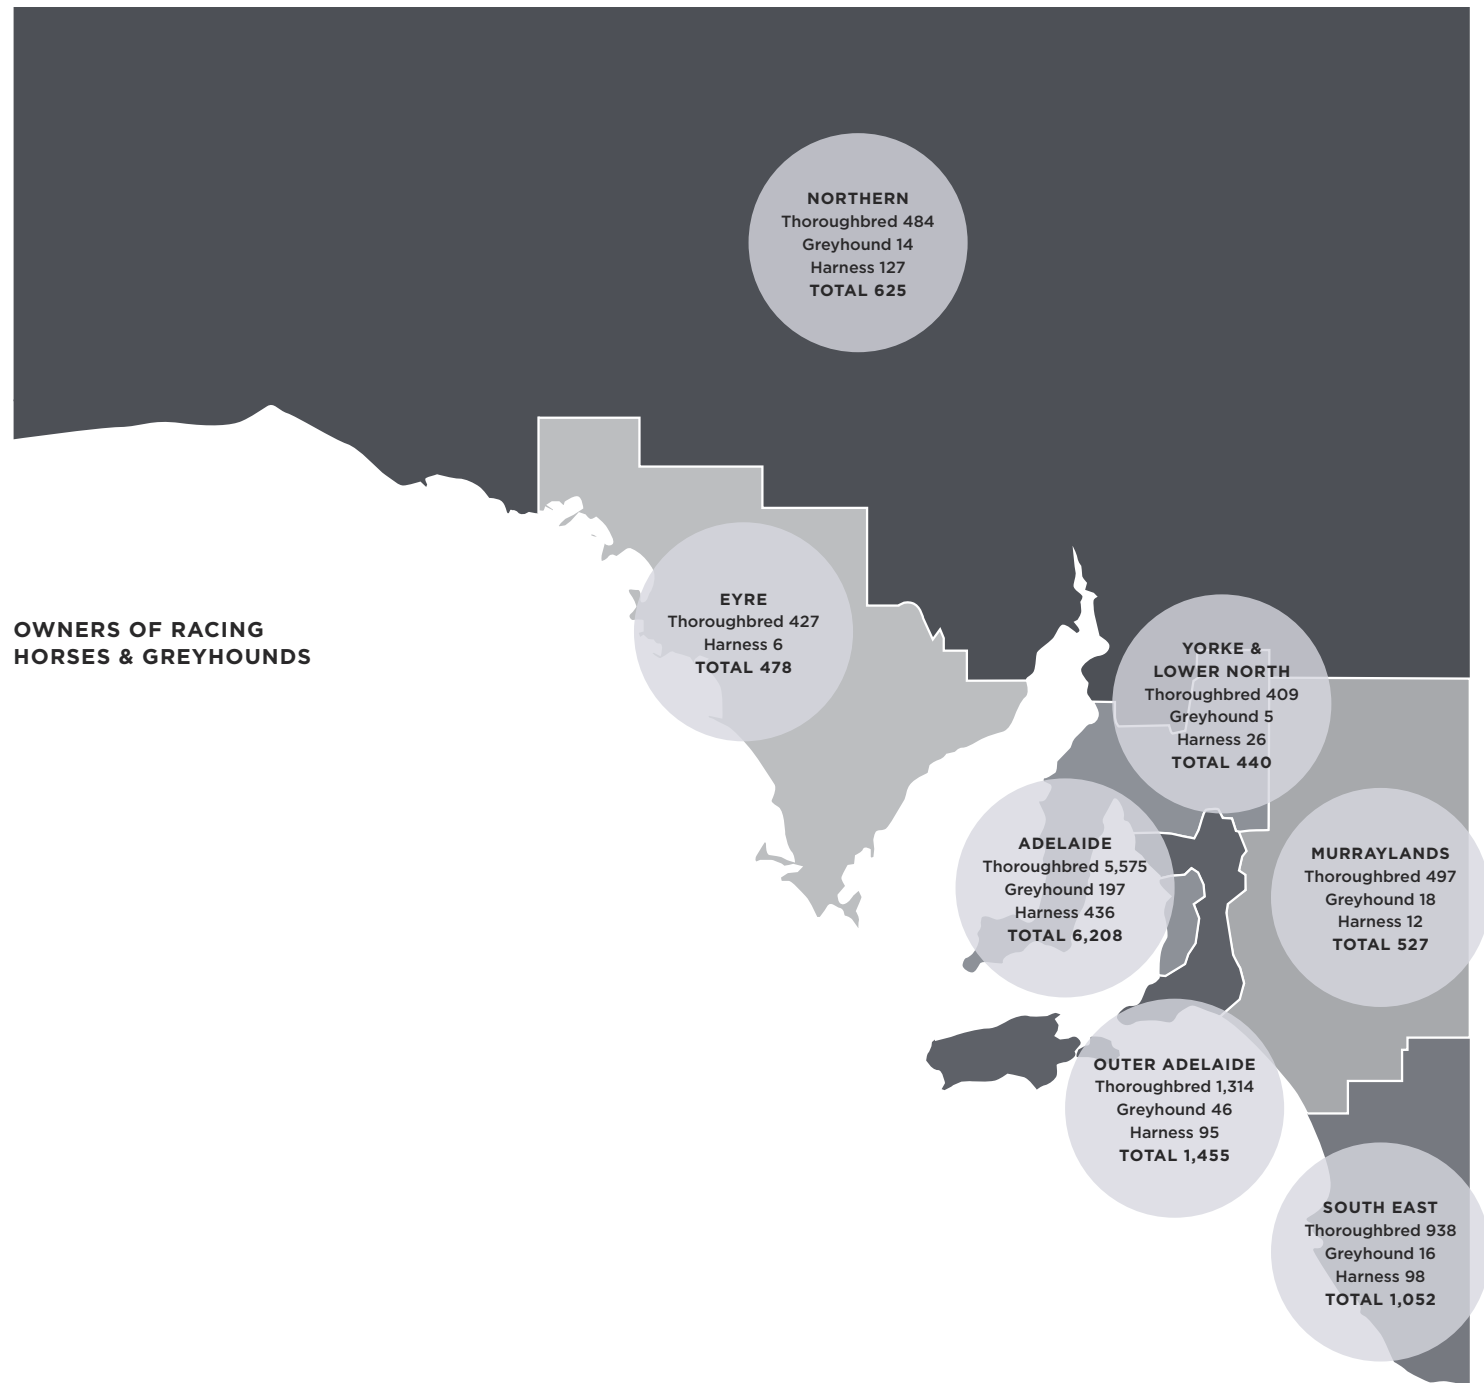 NORTHERN
Thoroughbred 484
Greyhound 14
Harness 127
TOTAL 625
OWNERS OF RACING
HORSES & GREYHOUNDS
EYRE
Thoroughbred 427
Harness 6
TOTAL 478
YORKE &
LOWER NORTH
Thoroughbred 409
Greyhound 5
Harness 26
TOTAL 440
ADELAIDE
Thoroughbred 5,575
Greyhound 197
Harness 436
TOTAL 6,208
MURRAYLANDS
Thoroughbred 497
Greyhound 18
Harness 12
TOTAL 527
OUTER ADELAIDE
Thoroughbred 1,314
Greyhound 46
Harness 95
TOTAL 1,455
SOUTH EAST
Thoroughbred 938
Greyhound 16
Harness 98
TOTAL 1,052